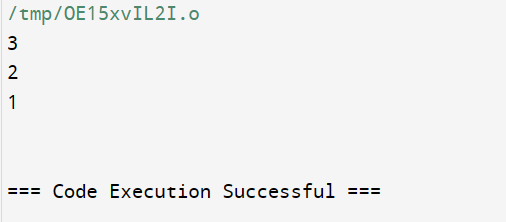 /tmp/OE15xvIL2I.o
3
2
1
=== Code Execution Successful ===